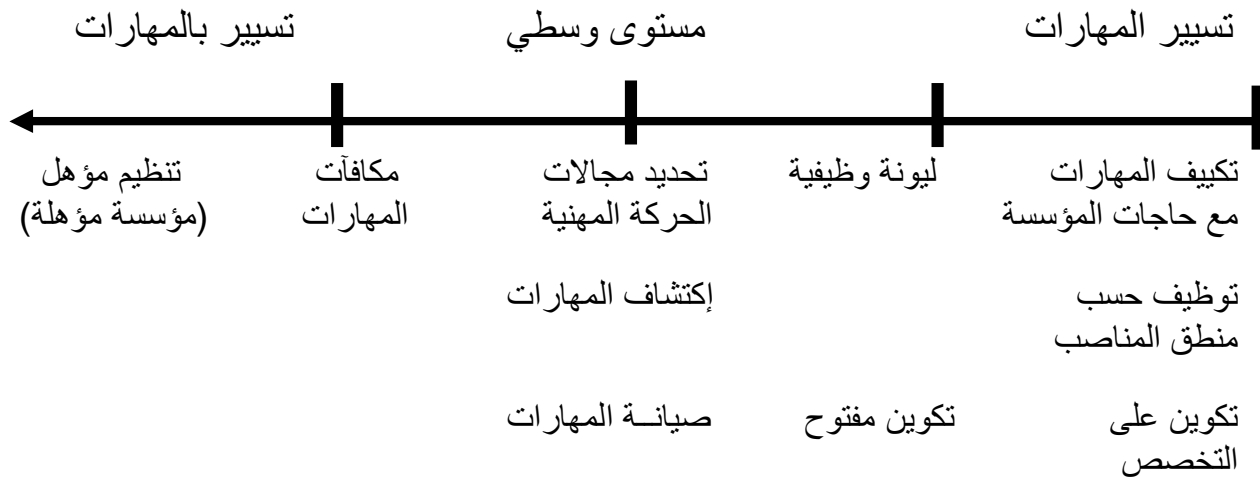 تسيير المهارات
مستوى وسطي
تسيير بالمهارات
تكييف المهارات
مع حاجات المؤسسة
ليونة وظيفية
تحديد مجالات
الحركة المهنية
مكافآت
المهارات
تنظيم مؤهل
(مؤسسة مؤهلة)
توظيف حسب
منطق المناصب
إكتشاف المهارات
تكوين على
التخصص
تكوين مفتوح
صيانــة المهارات